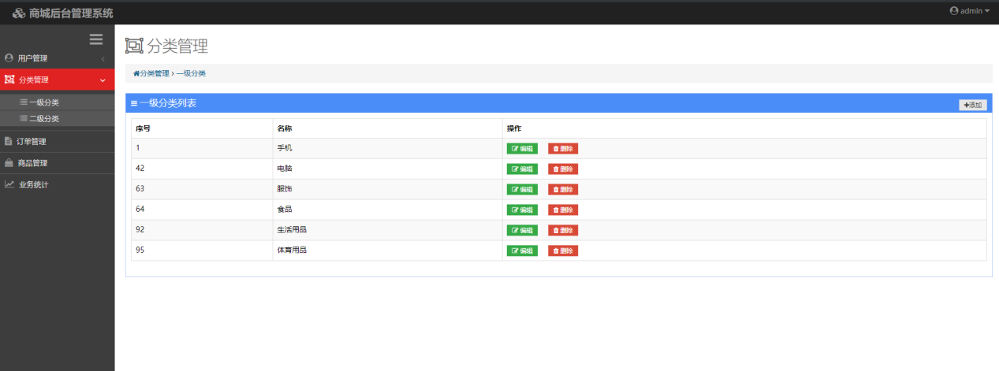 商城后台管理系统
admin
用户管理
分类管理
一级分类
二级分类
订单管理
商品管理
业务统计
分类管理
分类管理 › 一级分类
一级分类列表
添加
序号 名称 操作
1 手机 编辑 删除
42 电脑 编辑 删除
63 服饰 编辑 删除
64 食品 编辑 删除
92 生活用品 编辑 删除
95 体育用品 编辑 删除